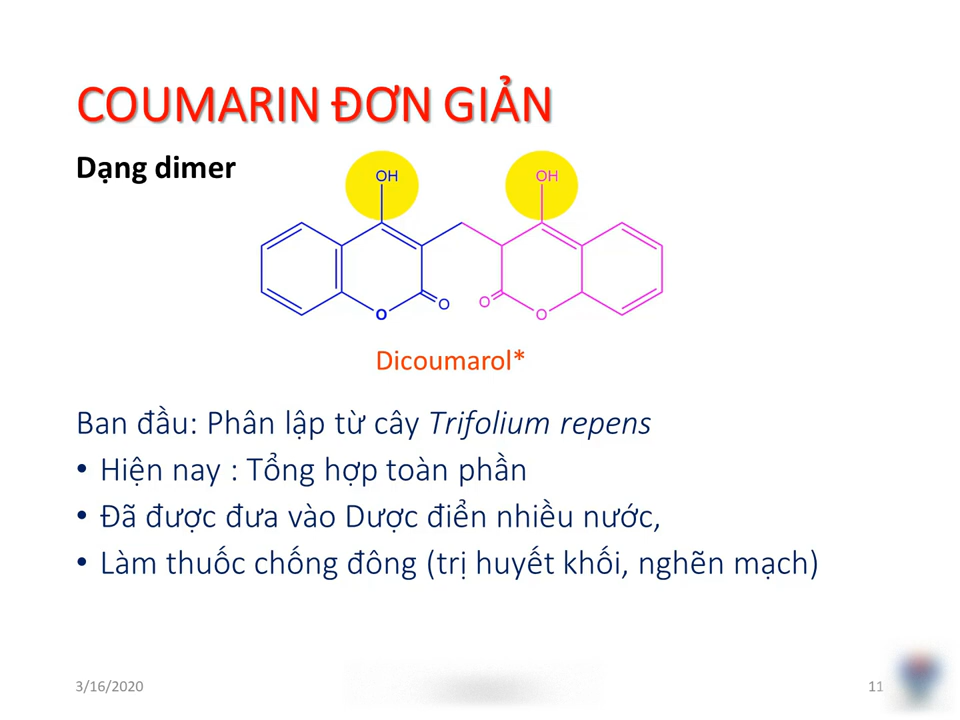 COUMARIN ĐƠN GIẢN
Dạng dimer
OH OH
O O
O O
Dicoumarol*
Ban đầu: Phân lập từ cây Trifolium repens
• Hiện nay : Tổng hợp toàn phần
• Đã được đưa vào Dược điển nhiều nước,
• Làm thuốc chống đông (trị huyết khối, nghẽn mạch)
3/16/2020 11